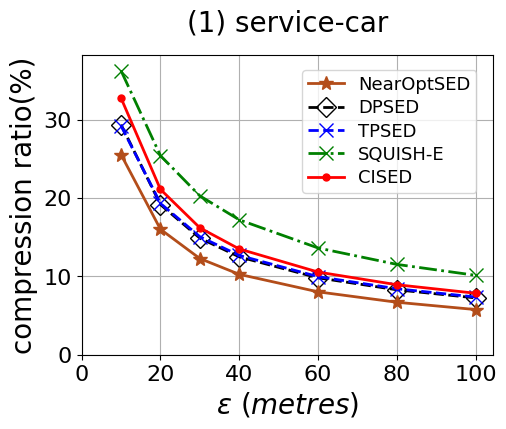 (1) service-car
compression ratio(%)
30
20
10
0
NearOptSED
DPSED
TPSED
SQUISH-E
CISED
0 20 40 60 80 100
ε (metres)